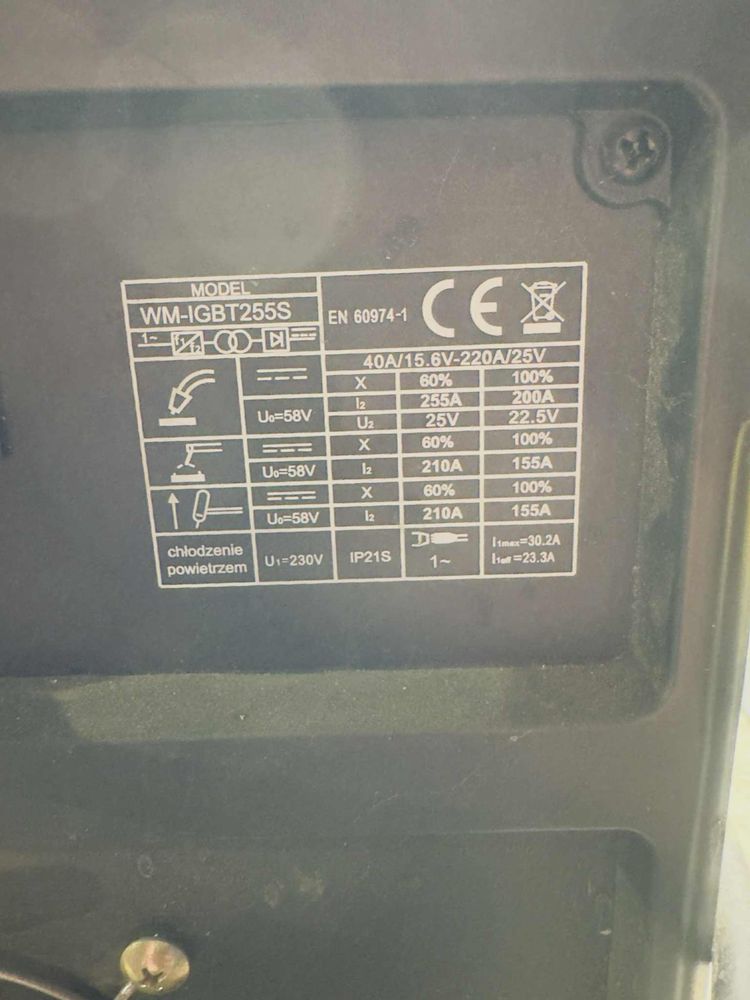 MODEL
WM-IGBT255S
EN 60974-1
CE
1~ f1 f2
40A/15.6V-220A/25V
X 60% 100%
U0=58V I2 255A 200A
U2 25V 22.5V
X 60% 100%
U0=58V I2 210A 155A
X 60% 100%
U0=58V I2 210A 155A
chłodzenie
powietrzem
U1=230V
IP21S
1~
I1max=30.2A
I1eff=23.3A